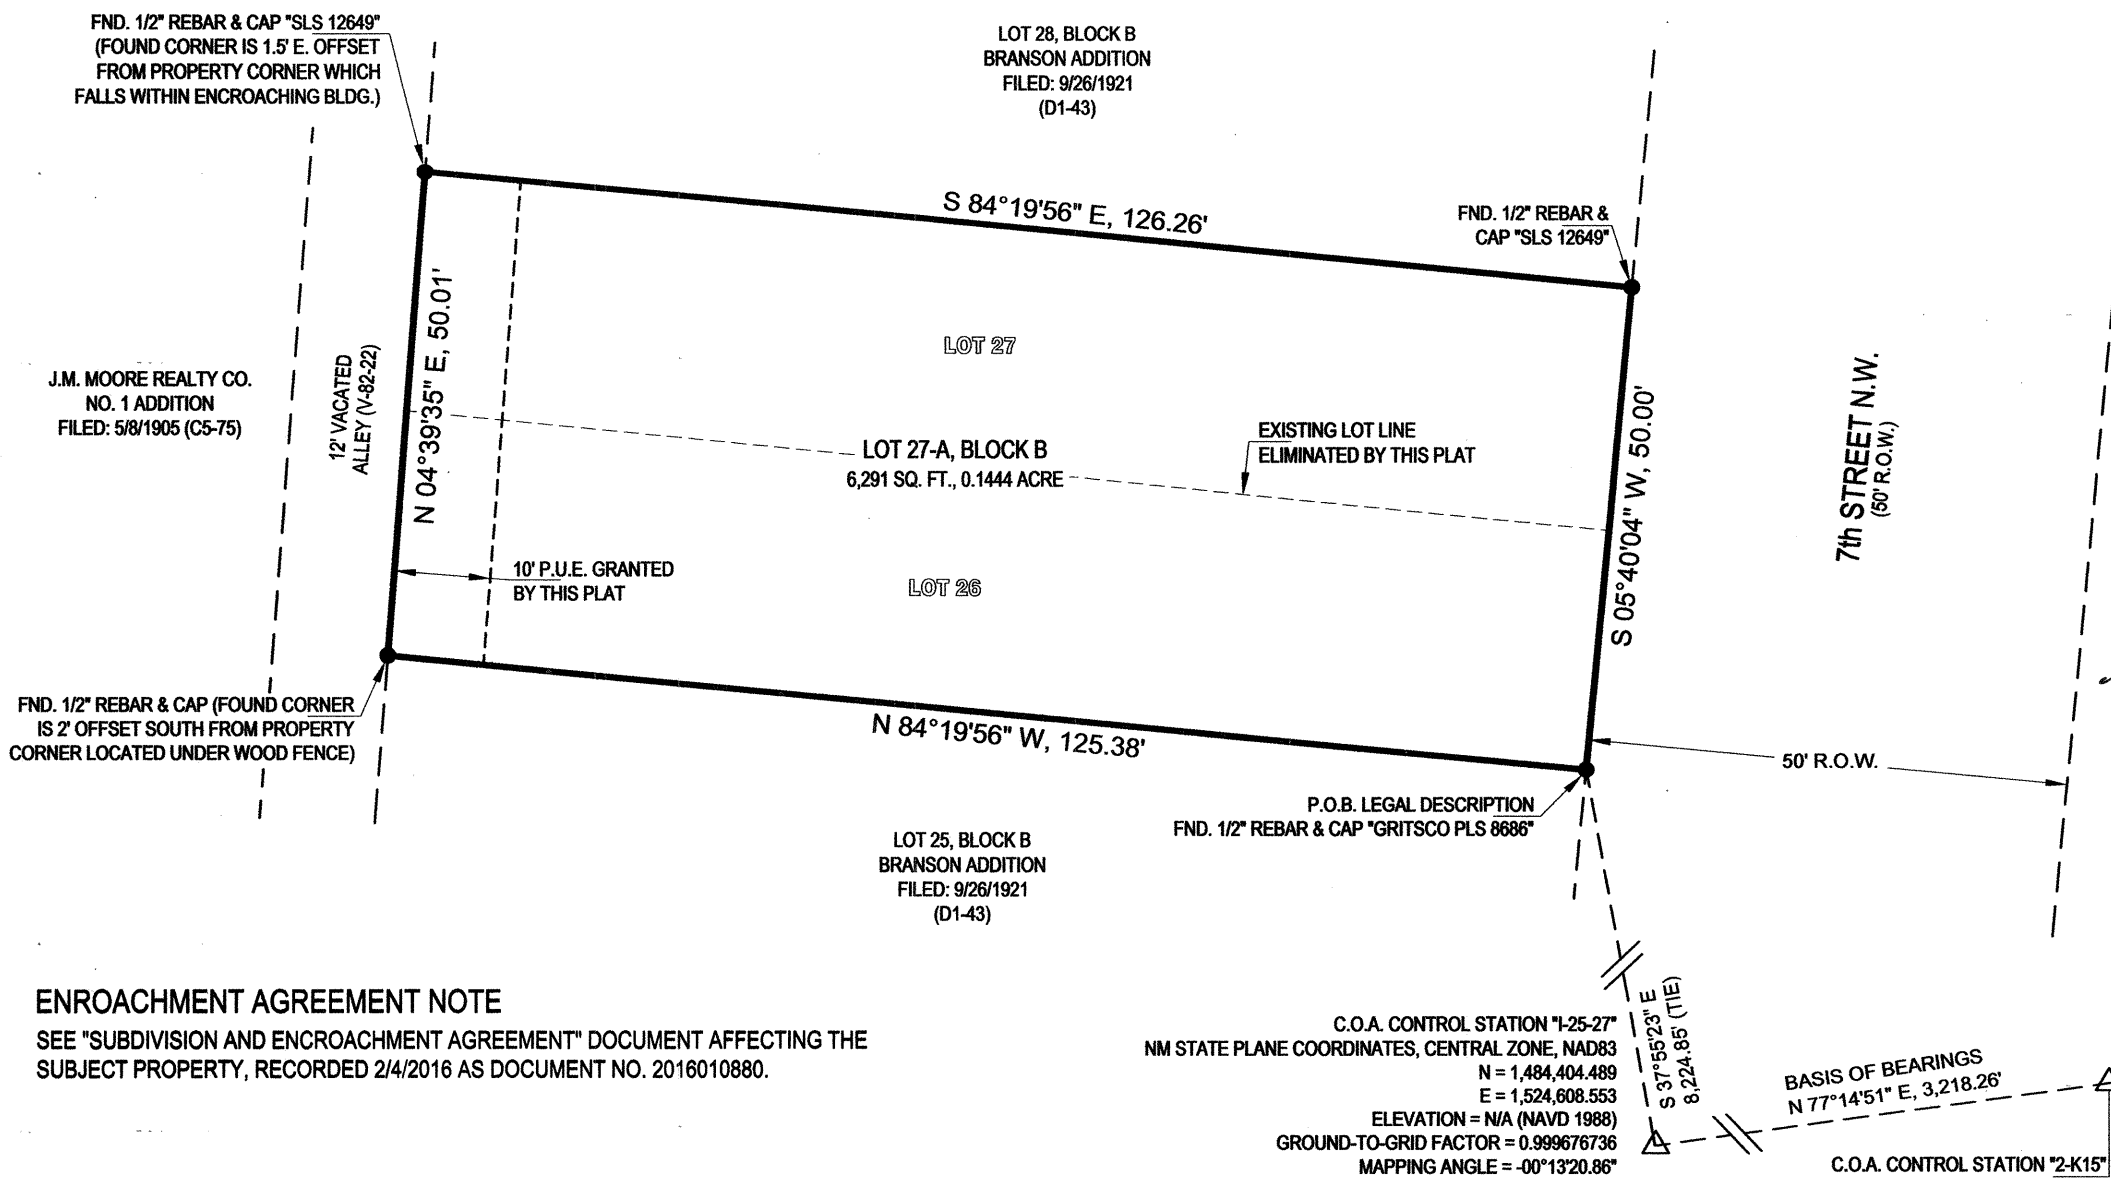 FND. 1/2" REBAR & CAP "SLS 12649"
(FOUND CORNER IS 1.5' E. OFFSET
FROM PROPERTY CORNER WHICH
FALLS WITHIN ENCROACHING BLDG.)
LOT 28, BLOCK B
BRANSON ADDITION
FILED: 9/26/1921
(D1-43)
S 84°19'56" E, 126.26'
FND. 1/2" REBAR &
CAP "SLS 12649"
J.M. MOORE REALTY CO.
NO. 1 ADDITION
FILED: 5/8/1905 (C5-75)
12' VACATED
ALLEY (V-82-22)
N 04°39'35" E, 50.01'
LOT 27
LOT 27-A, BLOCK B
6,291 SQ. FT., 0.1444 ACRE
EXISTING LOT LINE
ELIMINATED BY THIS PLAT
S 05°40'04" W, 50.00'
7th STREET N.W.
(50' R.O.W.)
10' P.U.E. GRANTED
BY THIS PLAT
LOT 26
FND. 1/2" REBAR & CAP (FOUND CORNER
IS 2' OFFSET SOUTH FROM PROPERTY
CORNER LOCATED UNDER WOOD FENCE)
N 84°19'56" W, 125.38'
50' R.O.W.
P.O.B. LEGAL DESCRIPTION
FND. 1/2" REBAR & CAP "GRITSCO PLS 8686"
LOT 25, BLOCK B
BRANSON ADDITION
FILED: 9/26/1921
(D1-43)
ENROACHMENT AGREEMENT NOTE
SEE "SUBDIVISION AND ENCROACHMENT AGREEMENT" DOCUMENT AFFECTING THE
SUBJECT PROPERTY, RECORDED 2/4/2016 AS DOCUMENT NO. 2016010880.
C.O.A. CONTROL STATION "I-25-27"
NM STATE PLANE COORDINATES, CENTRAL ZONE, NAD83
N = 1,484,404.489
E = 1,524,608.553
ELEVATION = N/A (NAVD 1988)
GROUND-TO-GRID FACTOR = 0.999676736
MAPPING ANGLE = -00°13'20.86"
S 37°55'23" E
8,224.85' (TIE)
BASIS OF BEARINGS
N 77°14'51" E, 3,218.26'
C.O.A. CONTROL STATION "2-K15"